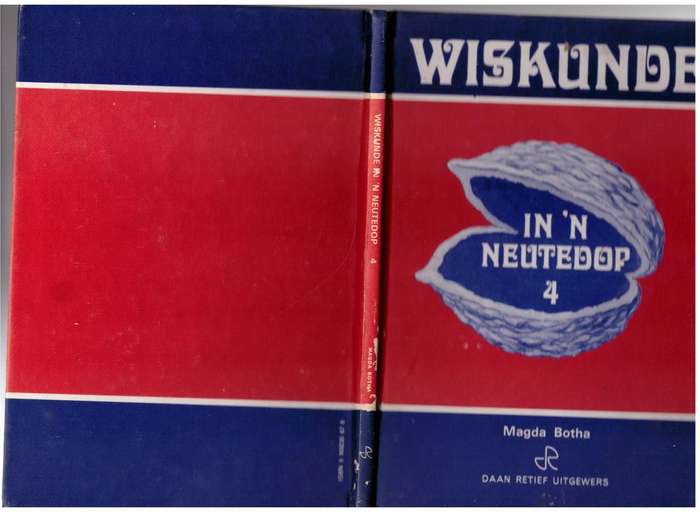 WISKUNDE
IN 'N
NEUTEDOP
4
Magda Botha
DAAN RETIEF UITGEWERS
WISKUNDE IN 'N NEUTEDOP 4
MAGDA BOTHA